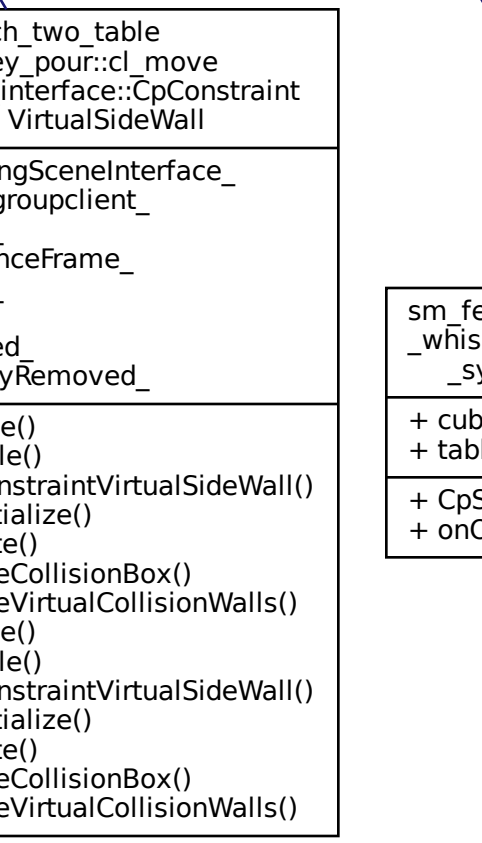 ch_two_table
ey_pour::cl_move
interface::CpConstraint
VirtualSideWall
ngSceneInterface_
groupclient_
_
nceFrame_
_
ed_
yRemoved_
e()
le()
nstraintVirtualSideWall()
tialize()
te()
eCollisionBox()
eVirtualCollisionWalls()
e()
le()
nstraintVirtualSideWall()
tialize()
te()
eCollisionBox()
eVirtualCollisionWalls()
sm_fe
_whis
_sy
+ cub
+ tabl
+ CpS
+ onC